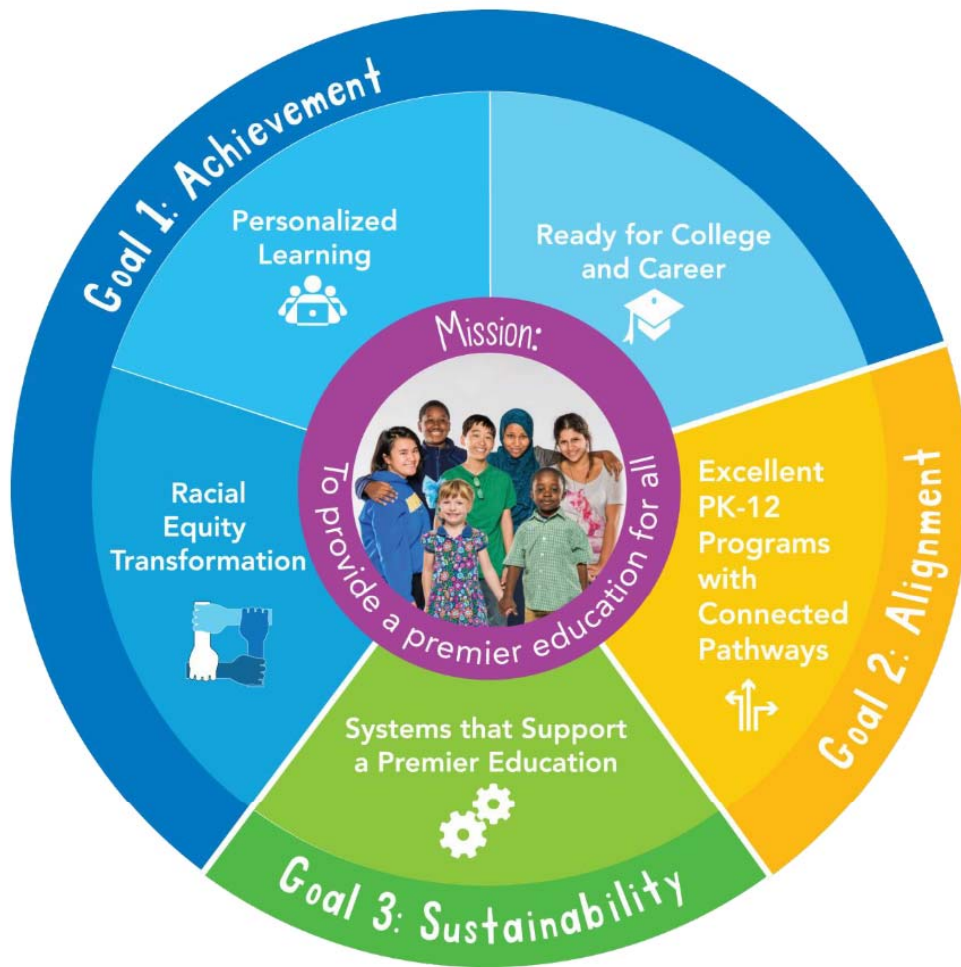 Goal 1: Achievement
Personalized
Learning
Ready for College
and Career
Mission:
To provide a premier education for all
Racial
Equity
Transformation
Excellent
PK-12
Programs
with
Connected
Pathways
Goal 2: Alignment
Systems that Support
a Premier Education
Goal 3: Sustainability